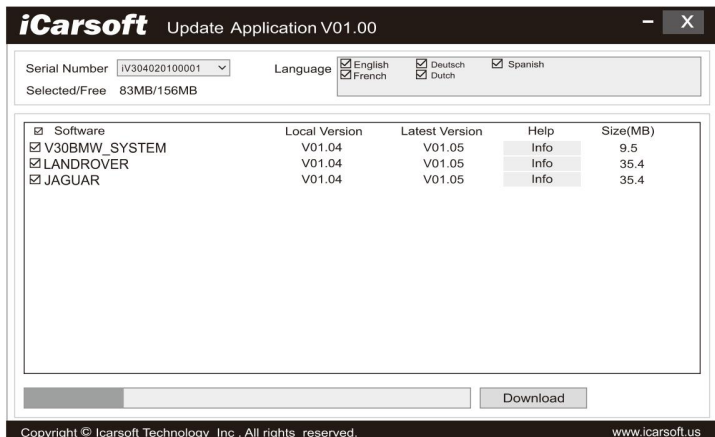 iCarsoft Update Application V01.00 – X
Serial Number iV304020100001 Language English Deutsch Spanish
French Dutch
Selected/Free 83MB/156MB
Software Local Version Latest Version Help Size(MB)
V30BMW_SYSTEM V01.04 V01.05 Info 9.5
LANDROVER V01.04 V01.05 Info 35.4
JAGUAR V01.04 V01.05 Info 35.4
Download
Copyright © Icarsoft Technology Inc . All rights reserved. www.icarsoft.us